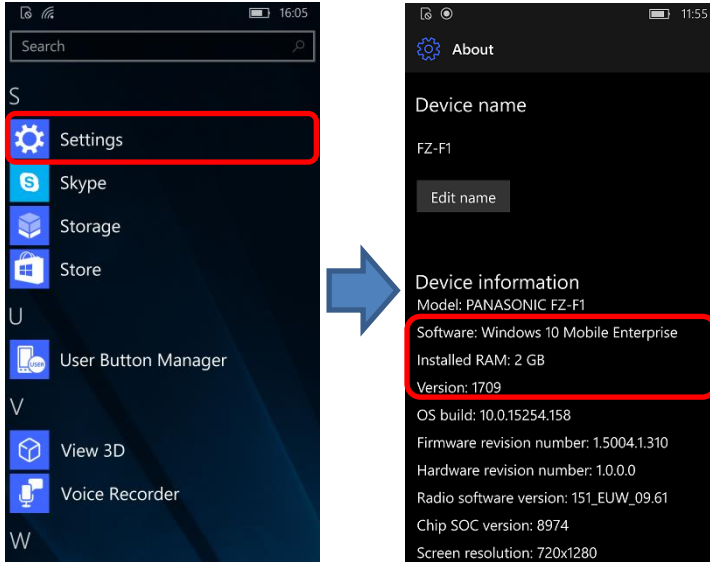 16:05
Search
S
Settings
Skype
Storage
Store
U
USER
User Button Manager
V
View 3D
Voice Recorder
W
11:55
About
Device name
FZ-F1
Edit name
Device information
Model: PANASONIC FZ-F1
Software: Windows 10 Mobile Enterprise
Installed RAM: 2 GB
Version: 1709
OS build: 10.0.15254.158
Firmware revision number: 1.5004.1.310
Hardware revision number: 1.0.0.0
Radio software version: 151_EUW_09.61
Chip SOC version: 8974
Screen resolution: 720x1280